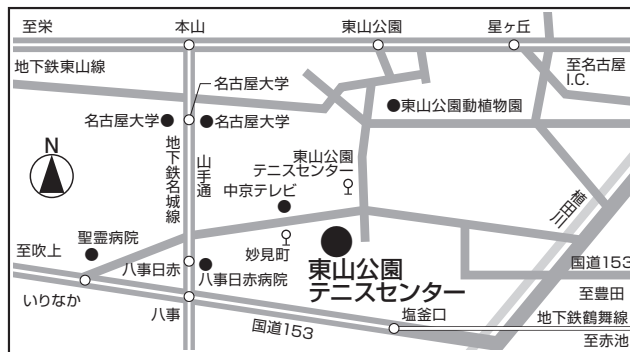 至栄
本山
東山公園
星ヶ丘
地下鉄東山線
名古屋大学
至名古屋
I.C.
名古屋大学
名古屋大学
東山公園動植物園
N
地下鉄名城線
山手通
東山公園
テニスセンター
中京テレビ
植田川
聖霊病院
至吹上
妙見町
八事日赤
八事日赤病院
東山公園
テニスセンター
国道153
いりなか
八事
国道153
塩釜口
至豊田
地下鉄鶴舞線
至赤池